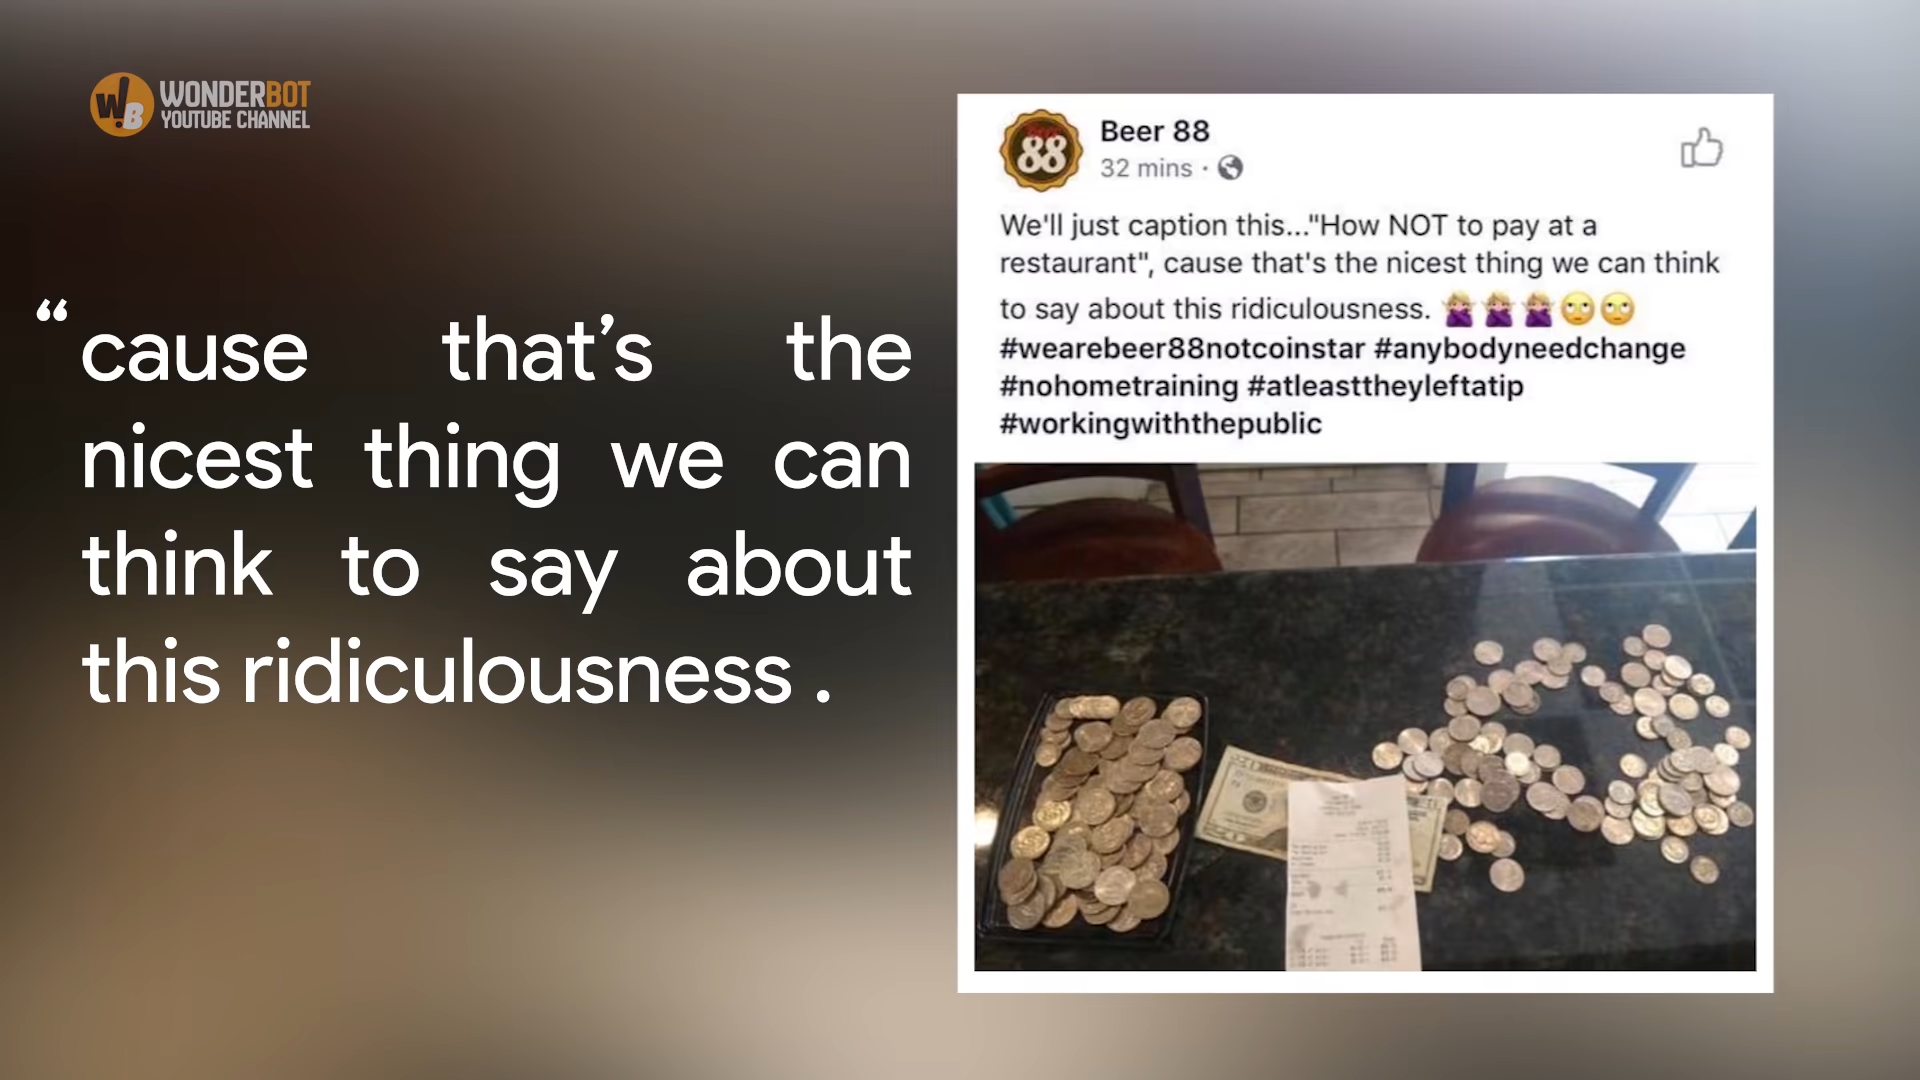 WONDERBOT
YOUTUBE CHANNEL
“cause that’s the
nicest thing we can
think to say about
this ridiculousness .
88
Beer 88
32 mins ·
We'll just caption this..."How NOT to pay at a
restaurant", cause that's the nicest thing we can think
to say about this ridiculousness. 🤷🏼‍♀️🤷🏼‍♀️🤷🏼‍♀️🙄🙄
#wearebeer88notcoinstar #anybodyneedchange
#nohometraining #atleasttheyleftatip
#workingwiththepublic